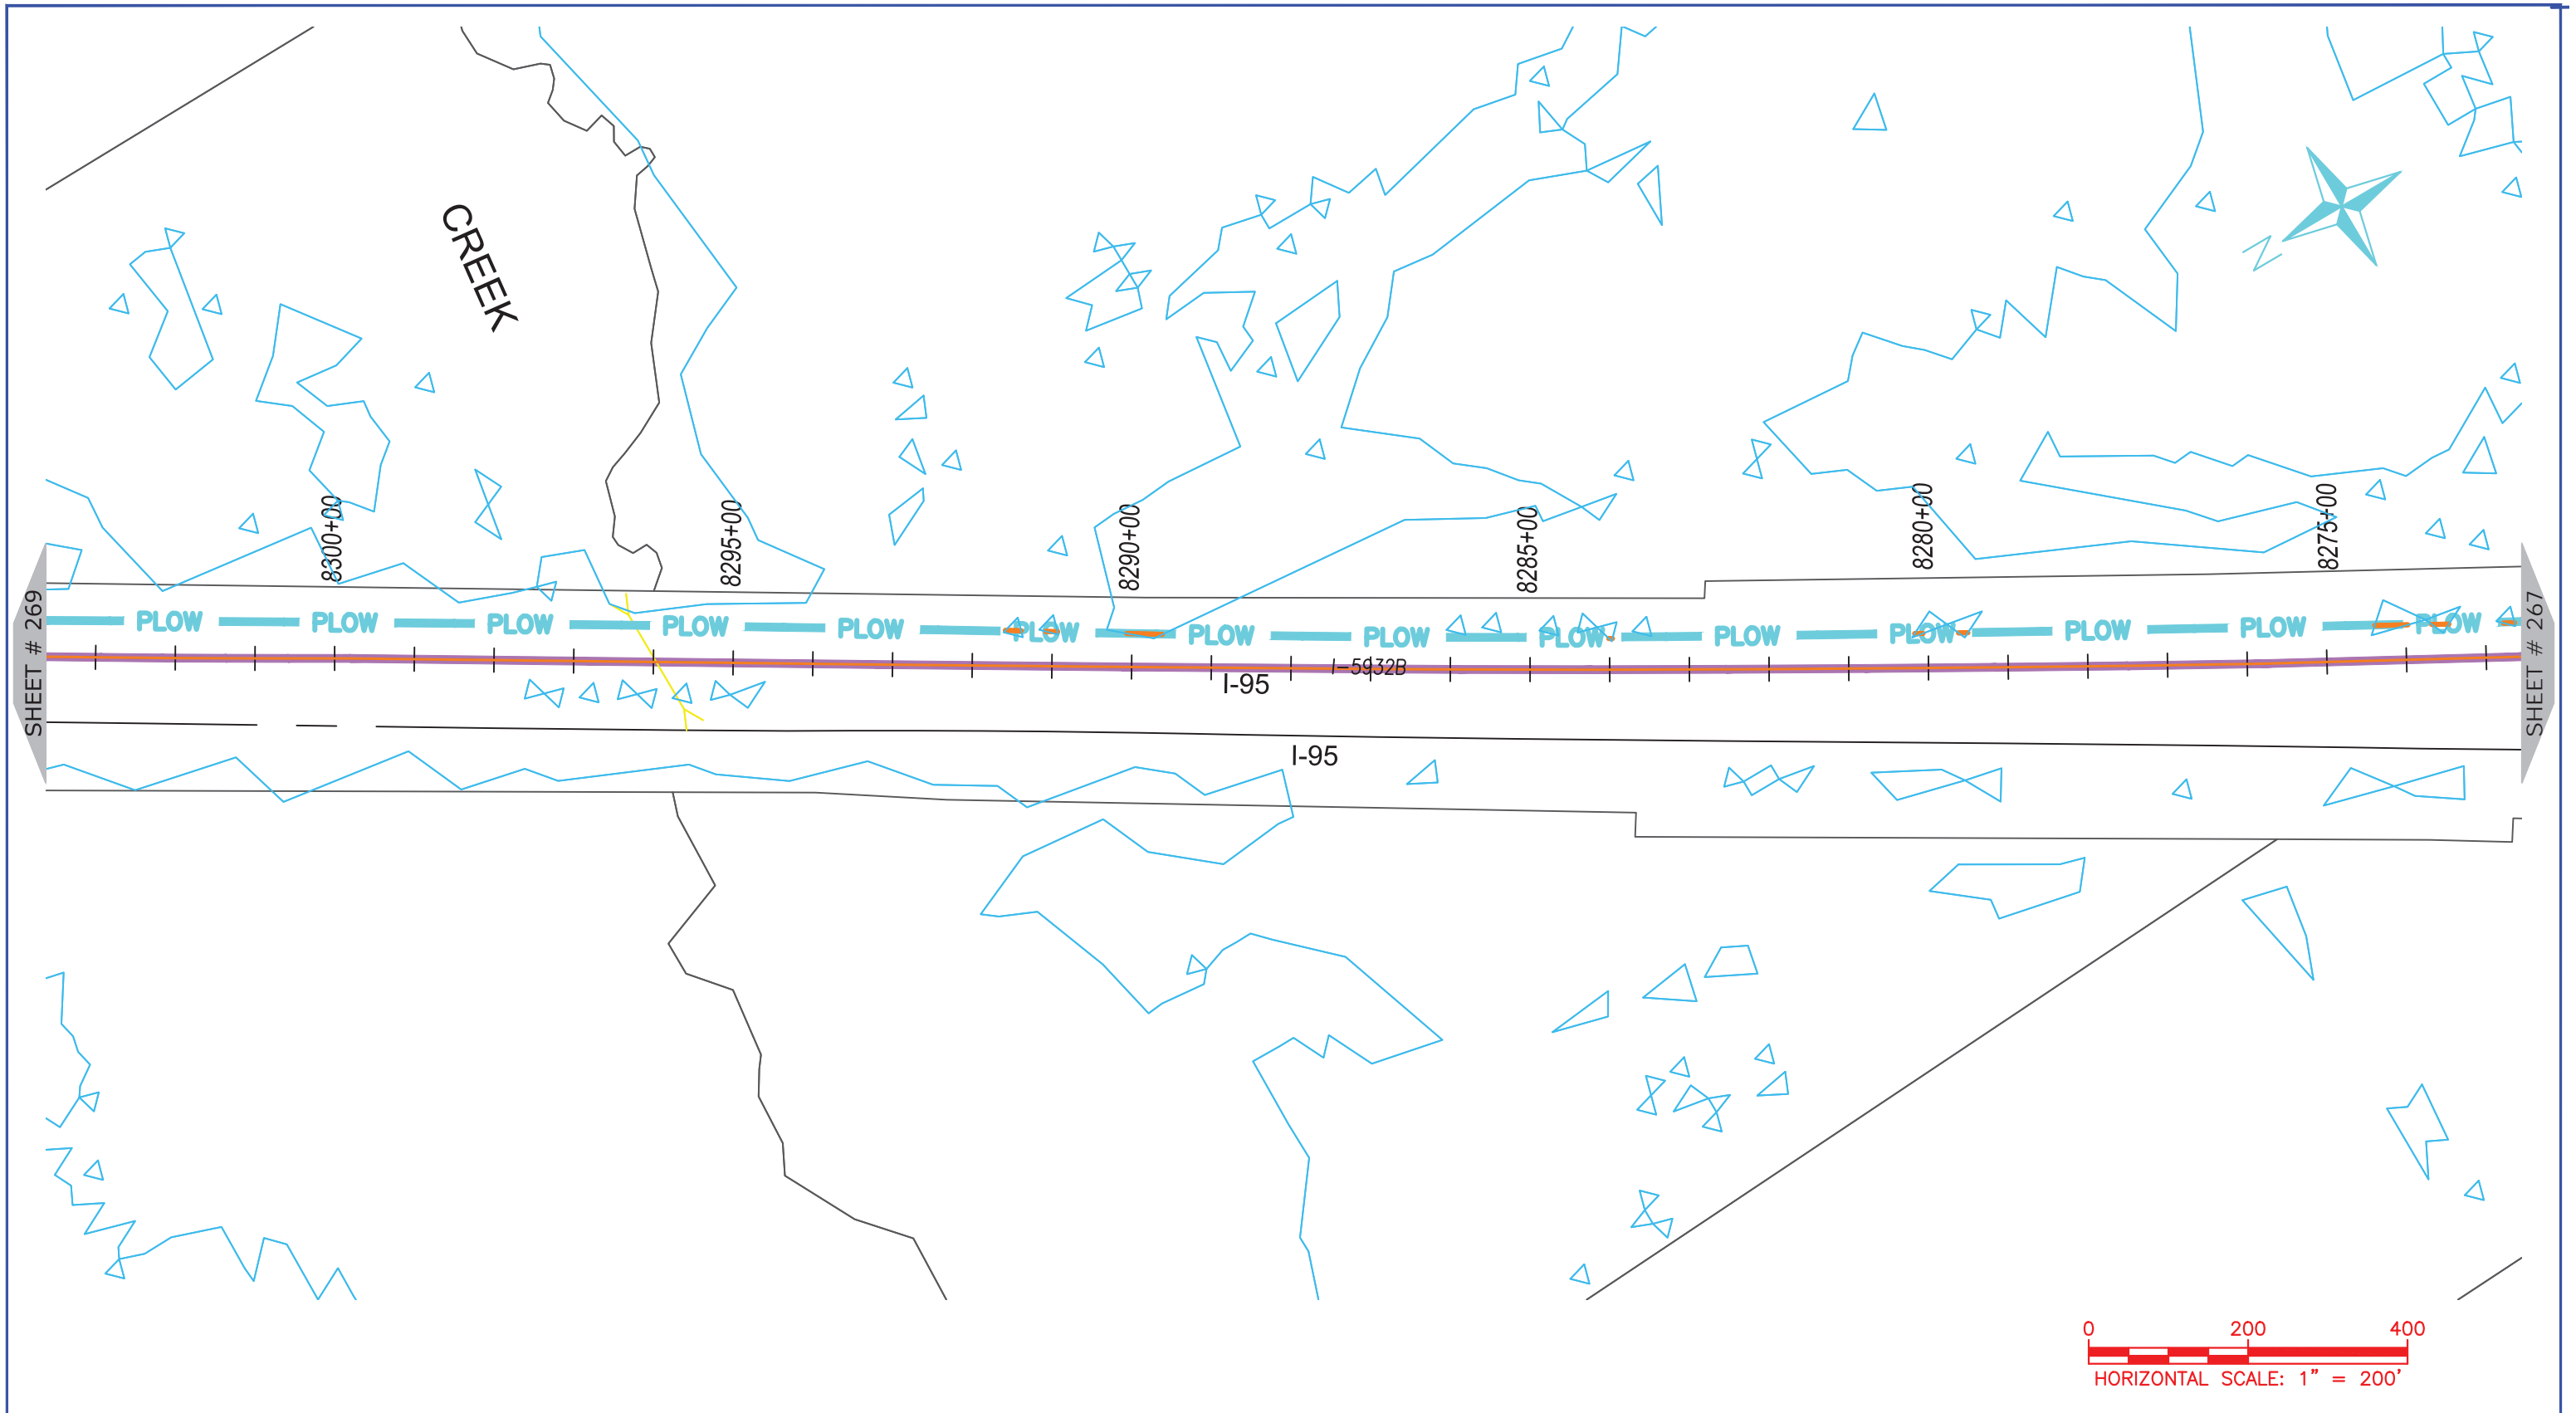 CREEK
N
8300+00
8295+00
8290+00
8285+00
8280+00
8275+00
SHEET # 269
PLOW PLOW PLOW PLOW PLOW PLOW PLOW PLOW PLOW PLOW PLOW PLOW PLOW PLOW
SHEET # 267
I-5932B
I-95
I-95
0 200 400
HORIZONTAL SCALE: 1" = 200'